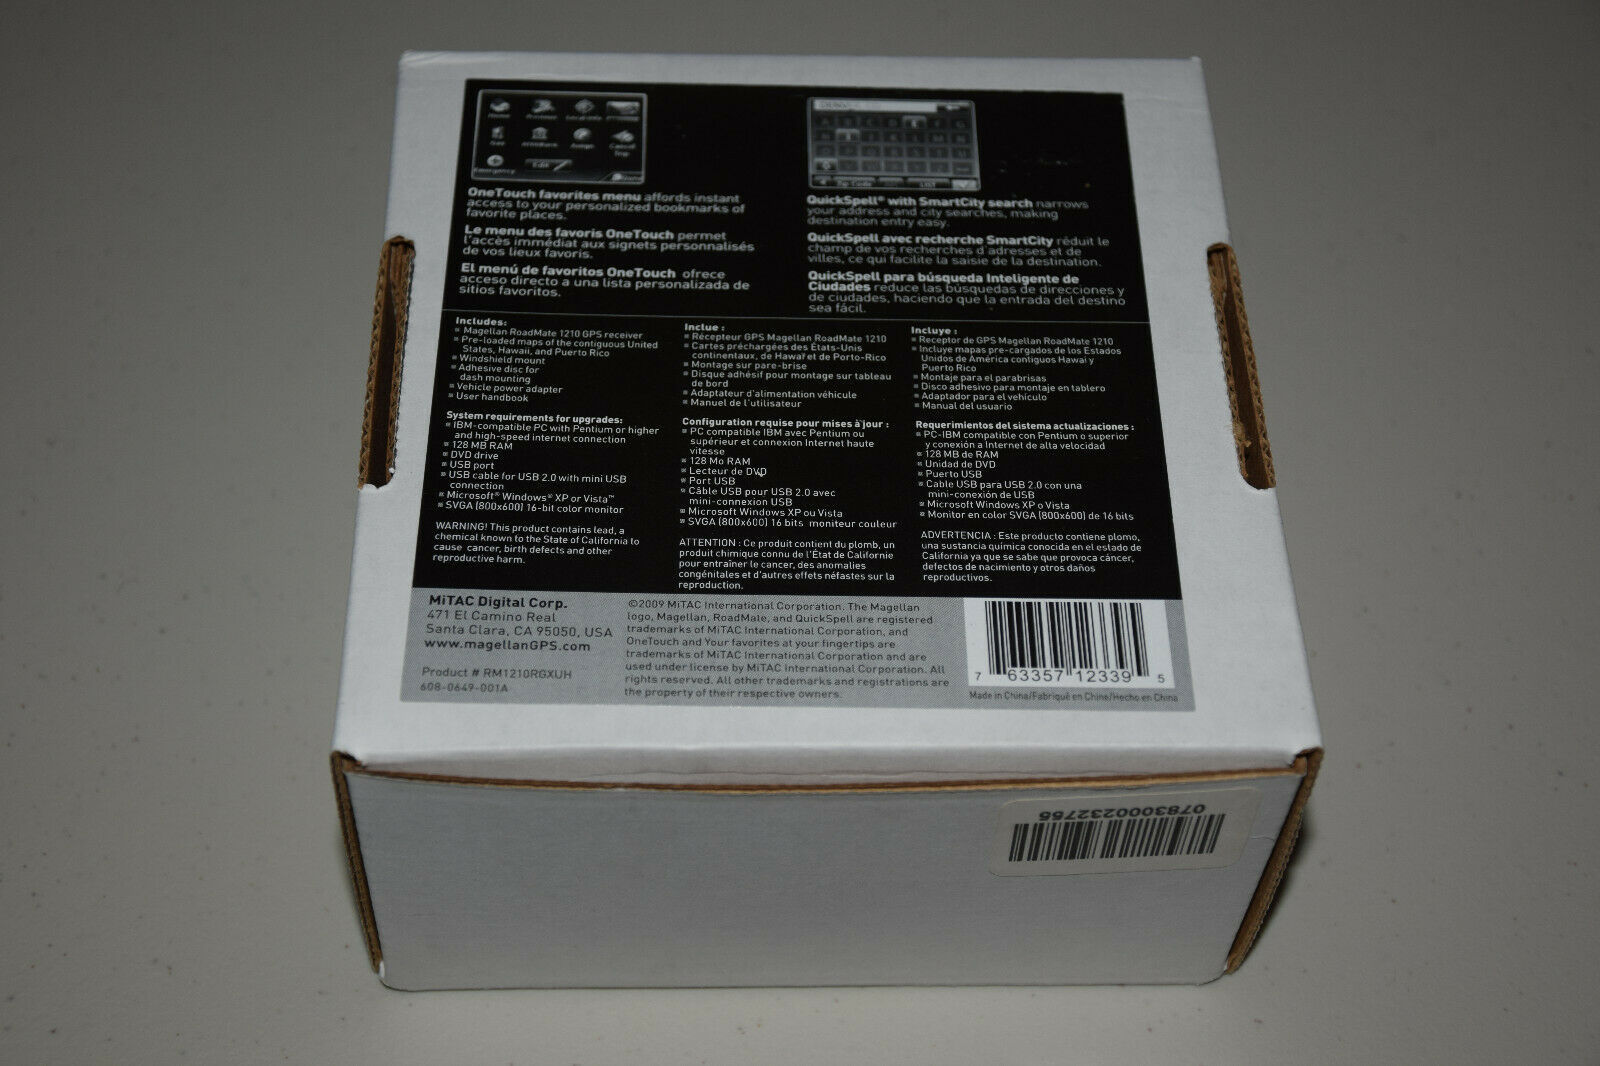 Home
Previous
Gas
Cancel
Trip
Emergency
Edit
LIST
OneTouch favorites menu affords instant
access to your personalized bookmarks of
favorite places.
Le menu des favoris OneTouch permet
l'accès immédiat aux signets personnalisés
de vos lieux favoris.
El menú de favoritos OneTouch ofrece
acceso directo a una lista personalizada de
sitios favoritos.
QuickSpell® with SmartCity search narrows
your address and city searches, making
destination entry easy.
QuickSpell avec recherche SmartCity réduit le
champ de vos recherches d'adresses et de
villes, ce qui facilite la saisie de la destination.
QuickSpell para búsqueda Inteligente de
Ciudades reduce las búsquedas de direcciones y
de ciudades, haciendo que la entrada del destino
sea fácil.
Includes:
Magellan RoadMate 1210 GPS receiver
Pre-loaded maps of the contiguous United
States, Hawaii, and Puerto Rico
Windshield mount
Adhesive disc for
dash mounting
Vehicle power adapter
User handbook
System requirements for upgrades:
IBM-compatible PC with Pentium or higher
and high-speed internet connection
128 MB RAM
DVD drive
USB port
USB cable for USB 2.0 with mini USB
connection
Microsoft® Windows® XP or Vista™
SVGA (800x600) 16-bit color monitor
WARNING! This product contains lead, a
chemical known to the State of California to
cause cancer, birth defects and other
reproductive harm.
Inclue :
Récepteur GPS Magellan RoadMate 1210
Cartes préchargées des États-Unis
continentaux, de Hawaï et de Porto-Rico
Montage sur pare-brise
Disque adhésif pour montage sur tableau
de bord
Adaptateur d'alimentation véhicule
Manuel de l'utilisateur
Configuration requise pour mises à jour :
PC compatible IBM avec Pentium ou
supérieur et connexion Internet haute
vitesse
128 Mo RAM
Lecteur de DVD
Port USB
Câble USB pour USB 2.0 avec
mini-connexion USB
Microsoft Windows XP ou Vista
SVGA (800x600) 16 bits moniteur couleur
ATTENTION : Ce produit contient du plomb, un
produit chimique connu de l'État de Californie
pour entraîner le cancer, des anomalies
congénitales et d'autres effets néfastes sur la
reproduction.
Incluye :
Receptor de GPS Magellan RoadMate 1210
Incluye mapas pre-cargados de los Estados
Unidos de América contiguos Hawai y
Puerto Rico
Montaje para el parabrisas
Disco adhesivo para montaje en tablero
Adaptador para el vehículo
Manual del usuario
Requerimientos del sistema actualizaciones :
PC-IBM compatible con Pentium o superior
y conexión a Internet de alta velocidad
128 MB de RAM
Unidad de DVD
Puerto USB
Cable USB para USB 2.0 con una
mini-conexión de USB
Microsoft Windows XP o Vista
Monitor en color SVGA (800x600) de 16 bits
ADVERTENCIA : Este producto contiene plomo,
una sustancia química conocida en el estado de
California ya que se sabe que provoca cáncer,
defectos de nacimiento y otros daños
reproductivos.
MiTAC Digital Corp.
471 El Camino Real
Santa Clara, CA 95050, USA
www.magellanGPS.com
Product # RM1210RGXUH
608-0649-001A
©2009 MiTAC International Corporation. The Magellan
logo, Magellan, RoadMate, and QuickSpell are registered
trademarks of MiTAC International Corporation, and
OneTouch and Your favorites at your fingertips are
trademarks of MiTAC International Corporation and are
used under license by MiTAC International Corporation. All
rights reserved. All other trademarks and registrations are
the property of their respective owners.
7 63357 12339 5
Made in China/Fabriqué en Chine/Hecho en China
0783000232766